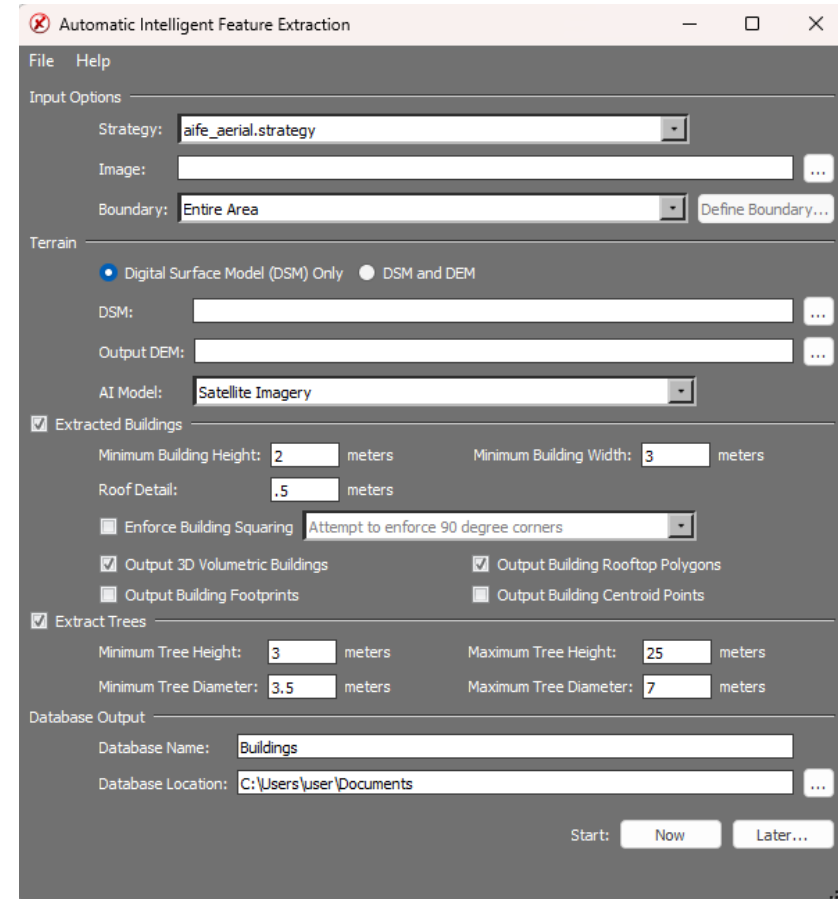 Automatic Intelligent Feature Extraction
File Help
Input Options
Strategy: aife_aerial.strategy
Image: ...
Boundary: Entire Area Define Boundary...
Terrain
Digital Surface Model (DSM) Only DSM and DEM
DSM: ...
Output DEM: ...
AI Model: Satellite Imagery
Extracted Buildings
Minimum Building Height: 2 meters Minimum Building Width: 3 meters
Roof Detail: .5 meters
Enforce Building Squaring Attempt to enforce 90 degree corners
Output 3D Volumetric Buildings Output Building Rooftop Polygons
Output Building Footprints Output Building Centroid Points
Extract Trees
Minimum Tree Height: 3 meters Maximum Tree Height: 25 meters
Minimum Tree Diameter: 3.5 meters Maximum Tree Diameter: 7 meters
Database Output
Database Name: Buildings
Database Location: C:\Users\user\Documents ...
Start: Now Later...